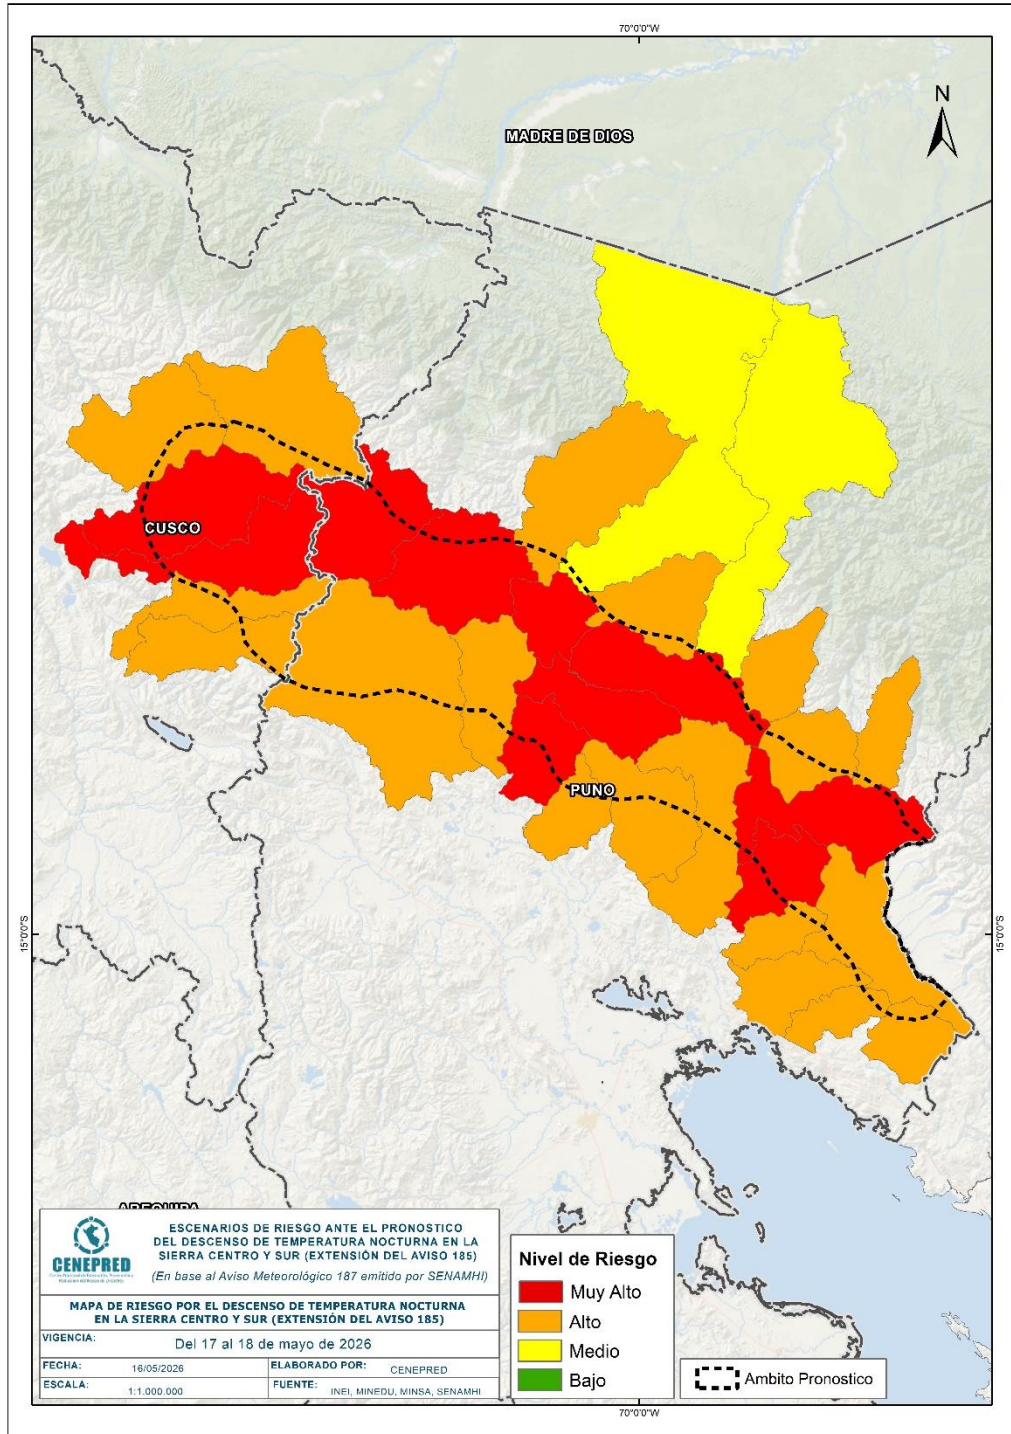 70°0'0"W
N
MADRE DE DIOS
CUSCO
PUNO
15°0'0"S
15°0'0"S
AREQUIPA
CENEPRED
ESCENARIOS DE RIESGO ANTE EL PRONOSTICO
DEL DESCENSO DE TEMPERATURA NOCTURNA EN LA
SIERRA CENTRO Y SUR (EXTENSIÓN DEL AVISO 185)
(En base al Aviso Meteorológico 187 emitido por SENAMHI)
MAPA DE RIESGO POR EL DESCENSO DE TEMPERATURA NOCTURNA
EN LA SIERRA CENTRO Y SUR (EXTENSIÓN DEL AVISO 185)
VIGENCIA: Del 17 al 18 de mayo de 2026
FECHA: 16/05/2026 ELABORADO POR: CENEPRED
ESCALA: 1:1.000.000 FUENTE: INEI, MINEDU, MINSA, SENAMHI
Nivel de Riesgo
Muy Alto
Alto
Medio
Bajo
Ambito Pronostico
70°0'0"W